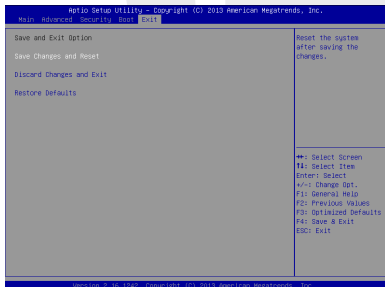 Aptio Setup Utility – Copyright (C) 2013 American Megatrends, Inc.
Main Advanced Security Boot Exit
Save and Exit Option
Save Changes and Reset
Discard Changes and Exit
Restore Defaults
Reset the system
after saving the
changes.
→←: Select Screen
↑↓: Select Item
Enter: Select
+/-: Change Opt.
F1: General Help
F2: Previous Values
F3: Optimized Defaults
F4: Save & Exit
ESC: Exit
Version 2.16.1242. Copyright (C) 2013 American Megatrends, Inc.